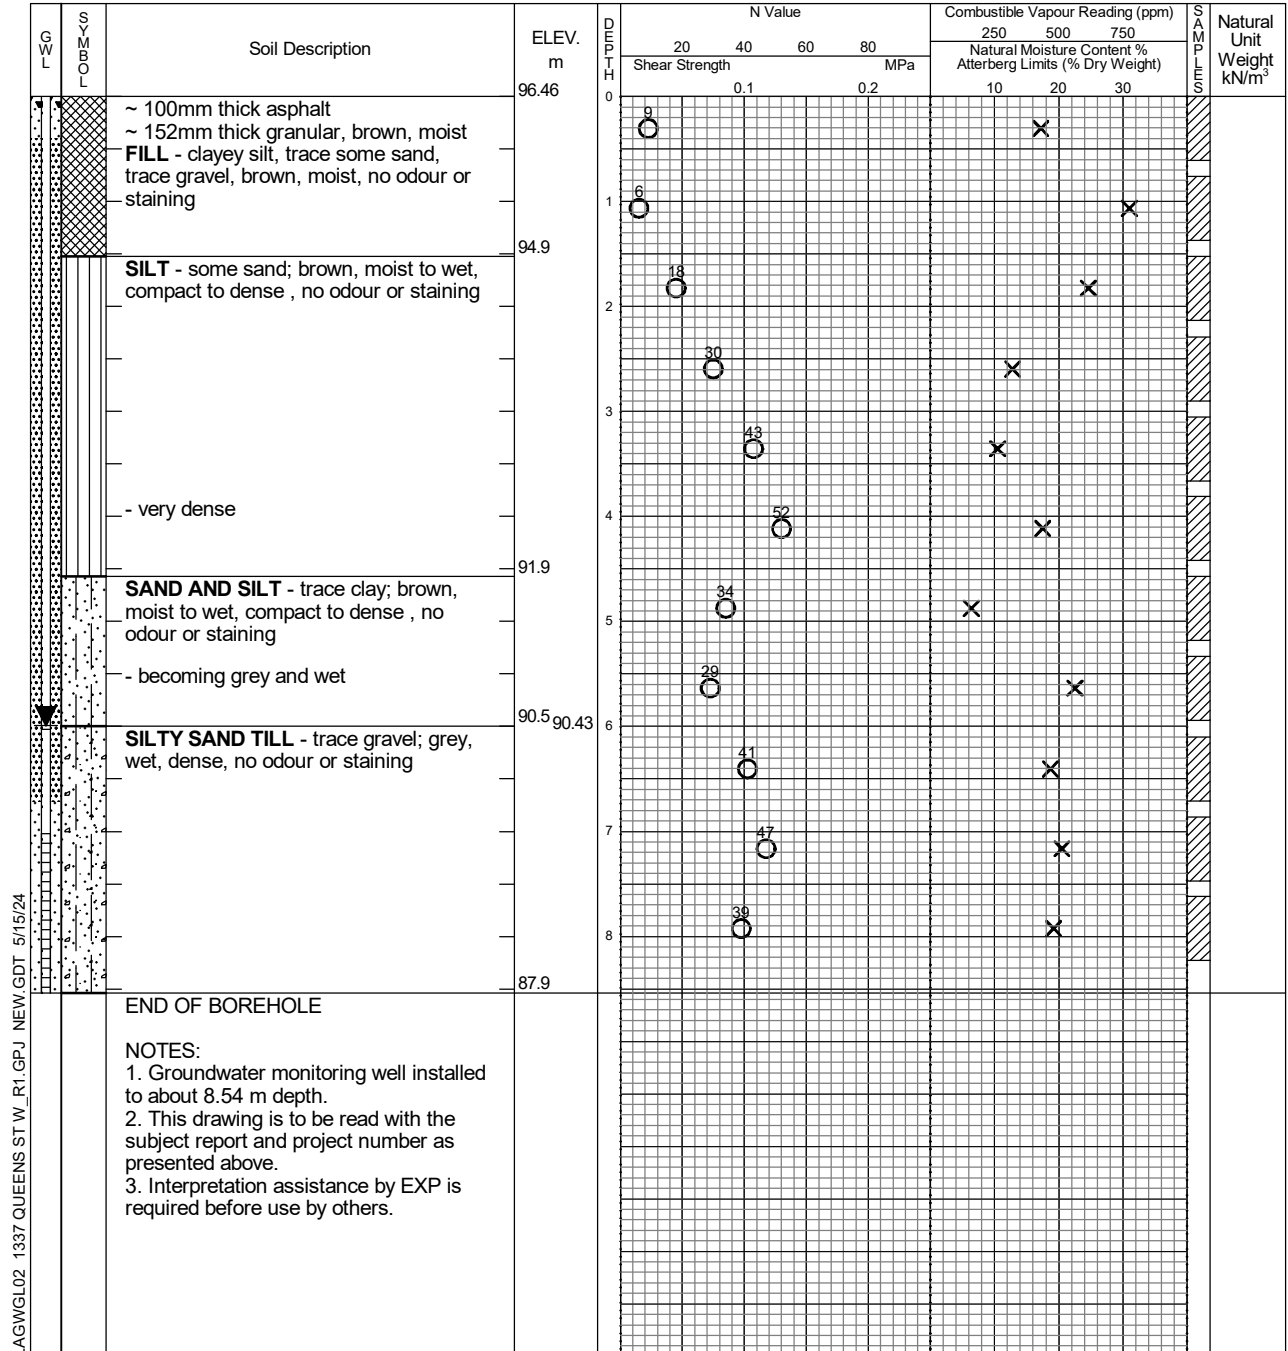 GWL
SYMBOL
Soil Description
ELEV.
m
DEPTH
N Value
20 40 60 80
Shear Strength MPa
0.1 0.2
Combustible Vapour Reading (ppm)
250 500 750
Natural Moisture Content %
Atterberg Limits (% Dry Weight)
10 20 30
SAMPLES
Natural
Unit
Weight
kN/m³
96.46
0
~ 100mm thick asphalt
~ 152mm thick granular, brown, moist
FILL - clayey silt, trace some sand,
trace gravel, brown, moist, no odour or
staining
9
6
1
94.9
SILT - some sand; brown, moist to wet,
compact to dense , no odour or staining
18
2
30
3
43
- very dense
4
52
91.9
SAND AND SILT - trace clay; brown,
moist to wet, compact to dense , no
odour or staining
34
5
- becoming grey and wet
29
90.5 90.43
6
SILTY SAND TILL - trace gravel; grey,
wet, dense, no odour or staining
41
7
47
39
8
87.9
END OF BOREHOLE
NOTES:
1. Groundwater monitoring well installed
to about 8.54 m depth.
2. This drawing is to be read with the
subject report and project number as
presented above.
3. Interpretation assistance by EXP is
required before use by others.
AGWGL02 1337 QUEENS ST W_R1.GPJ NEW.GDT 5/15/24